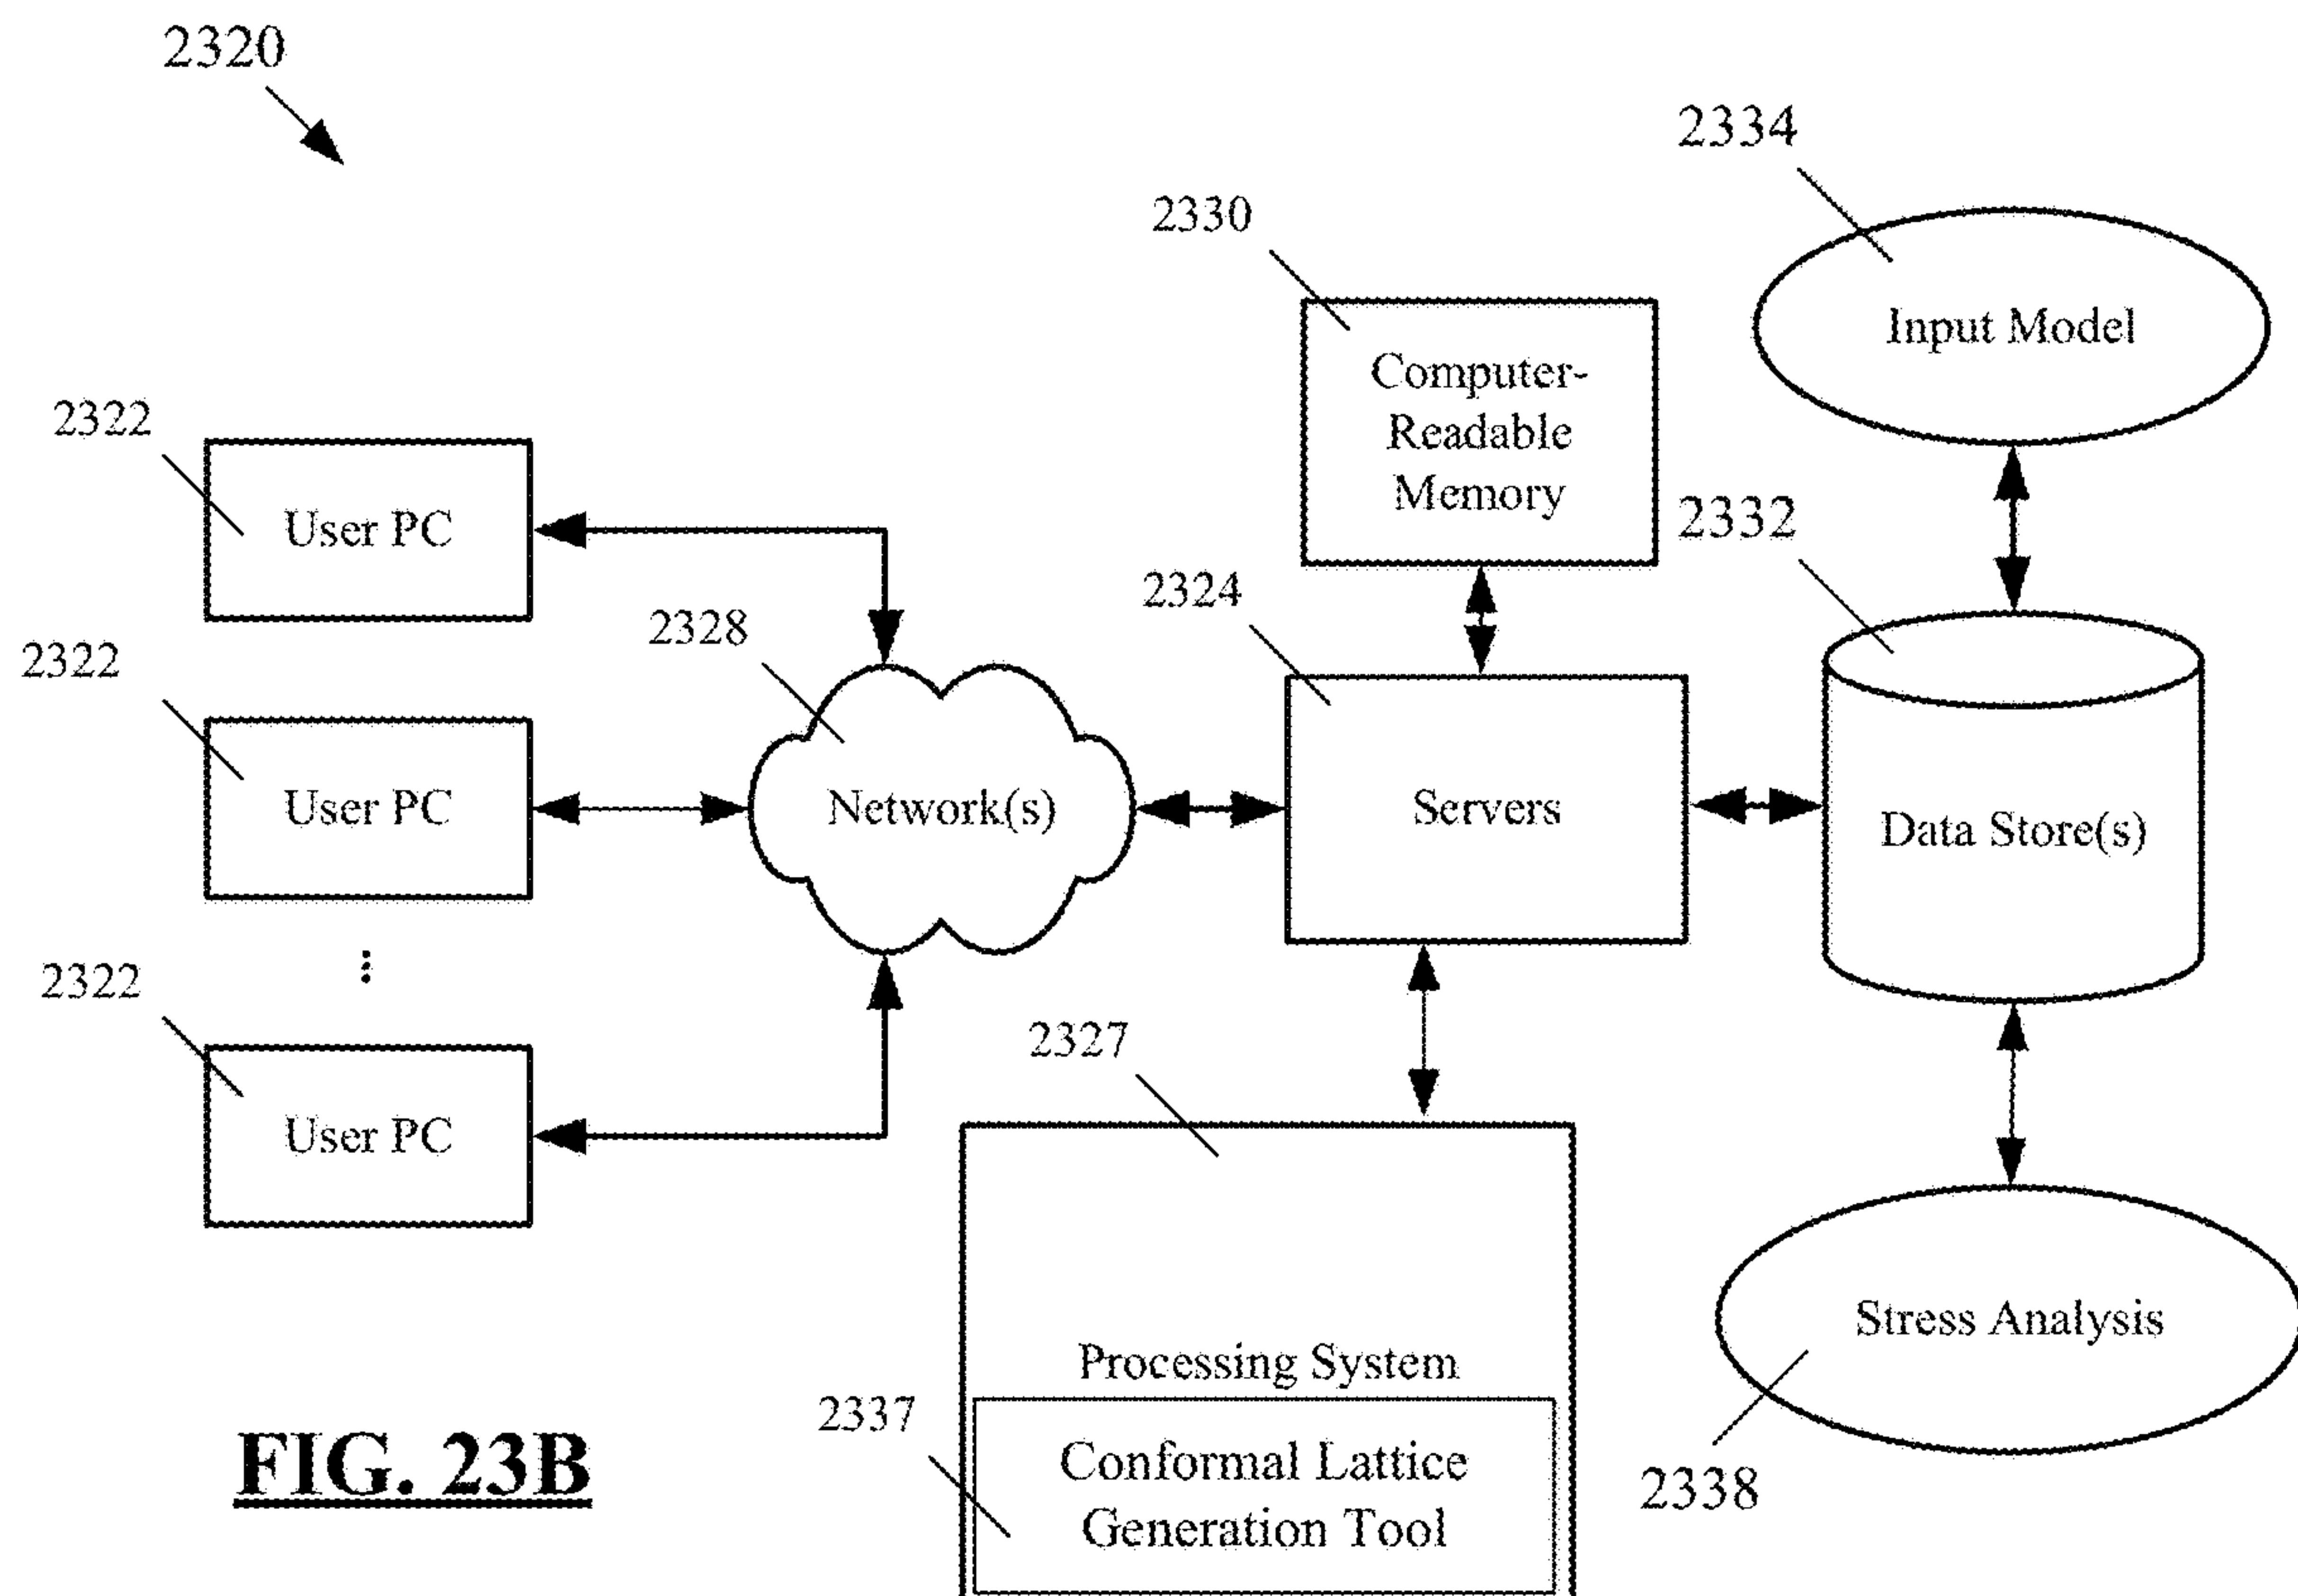 2320
2334
2330
Input Model
Computer-
Readable
Memory
2322
User PC
2332
2324
2328
2322
User PC
Network(s)
Servers
Data Store(s)
⋮
2322
User PC
2327
Stress Analysis
Processing System
2337
Conformal Lattice
Generation Tool
FIG. 23B
2338